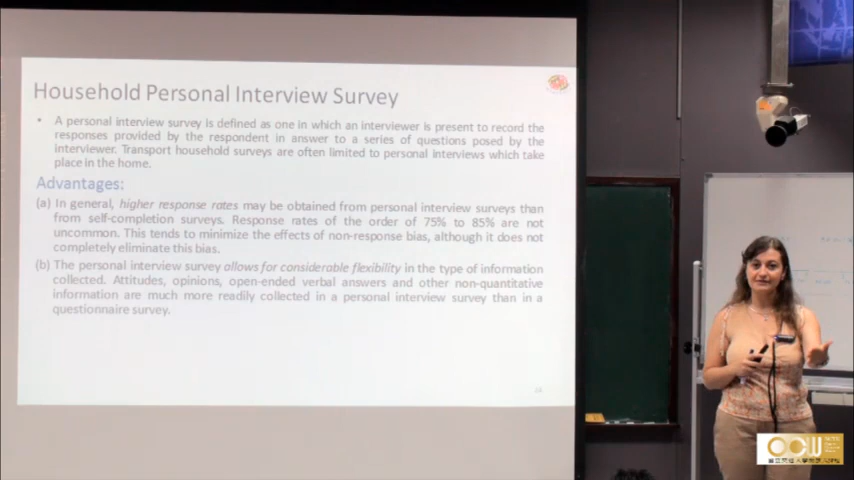 Household Personal Interview Survey
• A personal interview survey is defined as one in which an interviewer is present to record the
responses provided by the respondent in answer to a series of questions posed by the
interviewer. Transport household surveys are often limited to personal interviews which take
place in the home.
Advantages:
(a) In general, higher response rates may be obtained from personal interview surveys than
from self-completion surveys. Response rates of the order of 75% to 85% are not
uncommon. This tends to minimize the effects of non-response bias, although it does not
completely eliminate this bias.
(b) The personal interview survey allows for considerable flexibility in the type of information
collected. Attitudes, opinions, open-ended verbal answers and other non-quantitative
information are much more readily collected in a personal interview survey than in a
questionnaire survey.
OCW